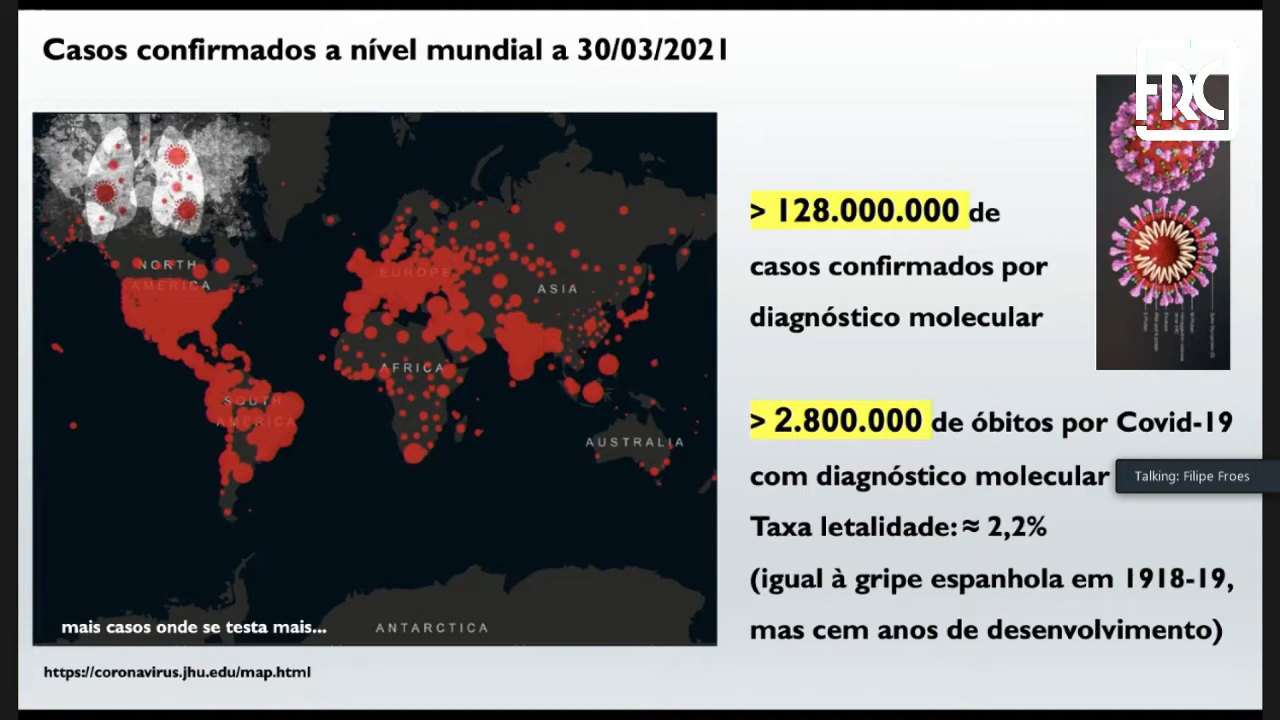 Casos confirmados a nível mundial a 30/03/2021
FRC
NORTH
AMERICA
EUROPE
ASIA
AFRICA
SOUTH
AMERICA
AUSTRALIA
ANTARCTICA
mais casos onde se testa mais...
https://coronavirus.jhu.edu/map.html
> 128.000.000 de
casos confirmados por
diagnóstico molecular
> 2.800.000 de óbitos por Covid-19
com diagnóstico molecular
Talking: Filipe Froes
Taxa letalidade: ≈ 2,2%
(igual à gripe espanhola em 1918-19,
mas cem anos de desenvolvimento)